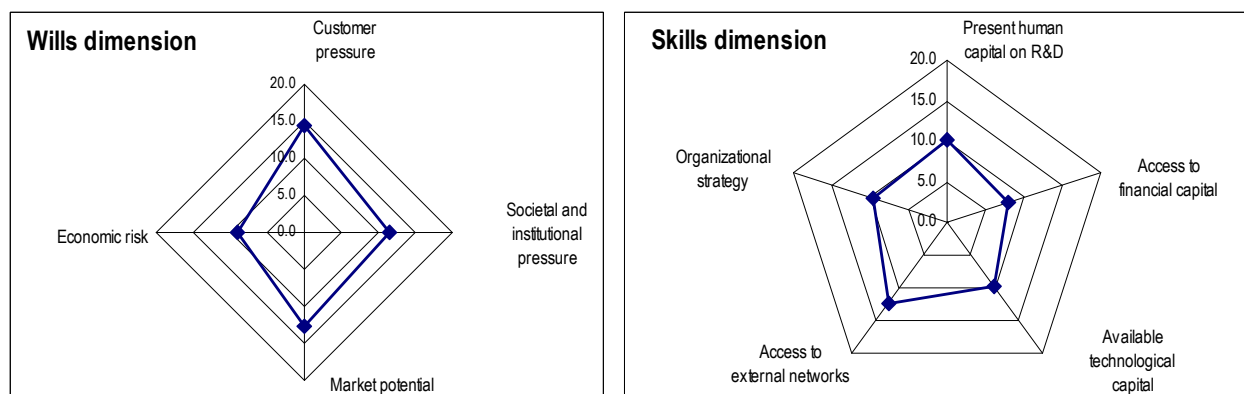 Wills dimension
Customer
pressure
20.0
15.0
10.0
5.0
0.0
Economic risk
Societal and
institutional
pressure
Market potential
Skills dimension
Present human
capital on R&D
20.0
15.0
10.0
5.0
0.0
Organizational
strategy
Access to
financial capital
Access to
external networks
Available
technological
capital